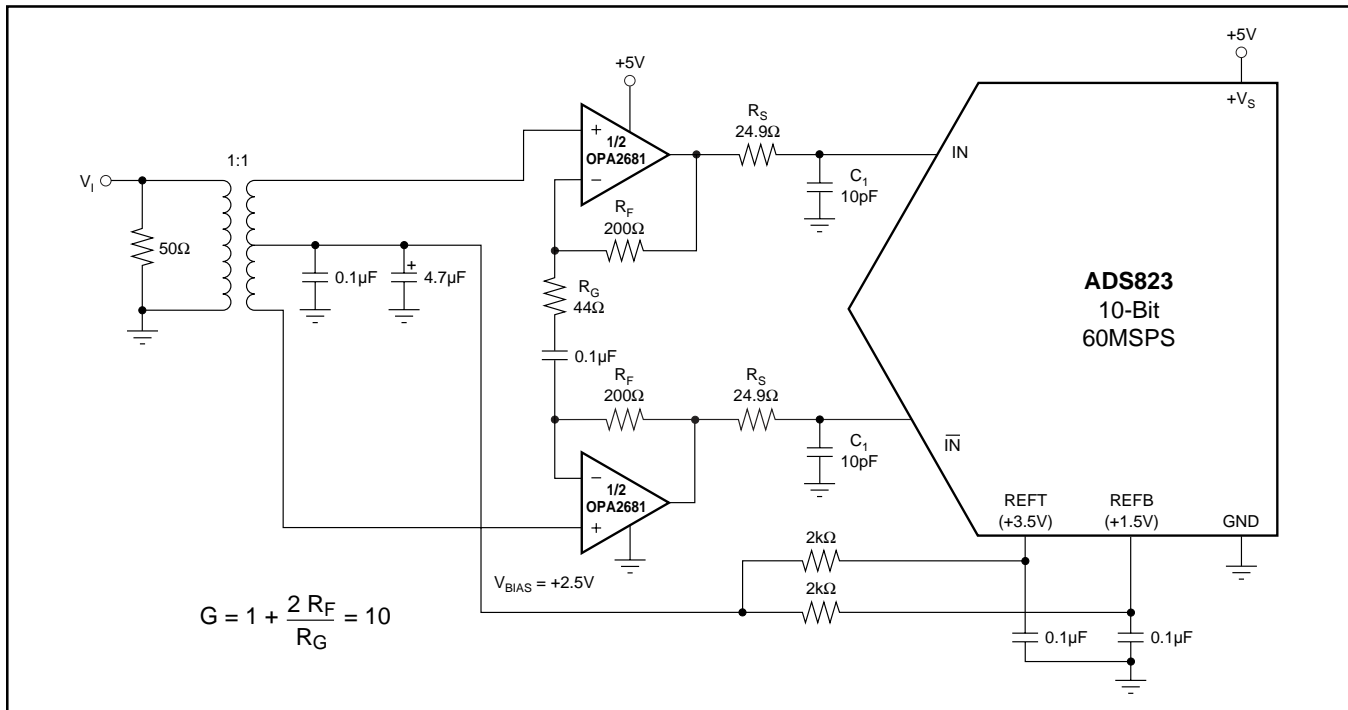 +5V
+VS
+5V
1:1
VI
50Ω
0.1µF
+
4.7µF
+
1/2
OPA2681
–
RS
24.9Ω
C1
10pF
IN
RF
200Ω
RG
44Ω
0.1µF
ADS823
10-Bit
60MSPS
RF
200Ω
RS
24.9Ω
C1
10pF
IN
–
1/2
OPA2681
+
REFT
(+3.5V)
REFB
(+1.5V)
GND
VBIAS = +2.5V
2kΩ
2kΩ
0.1µF
0.1µF
G = 1 + 2 RF / RG = 10